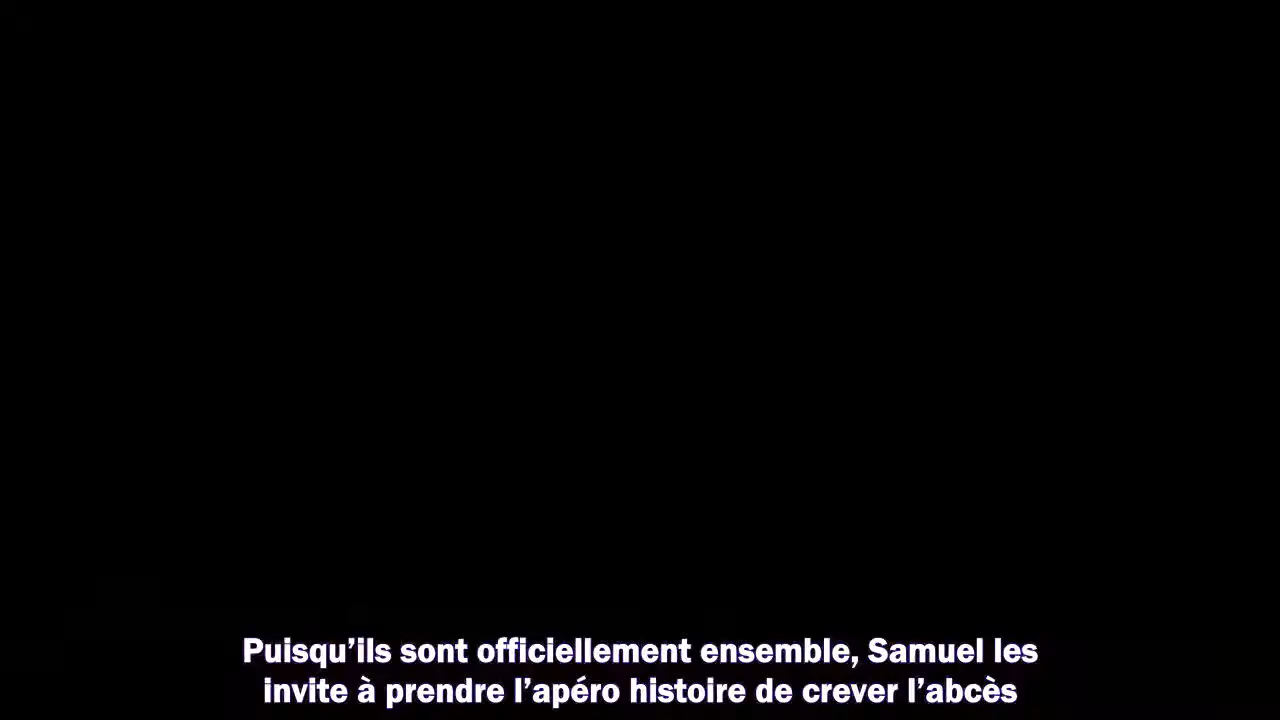 Puisqu’ils sont officiellement ensemble, Samuel les
invite à prendre l’apéro histoire de crever l’abcès